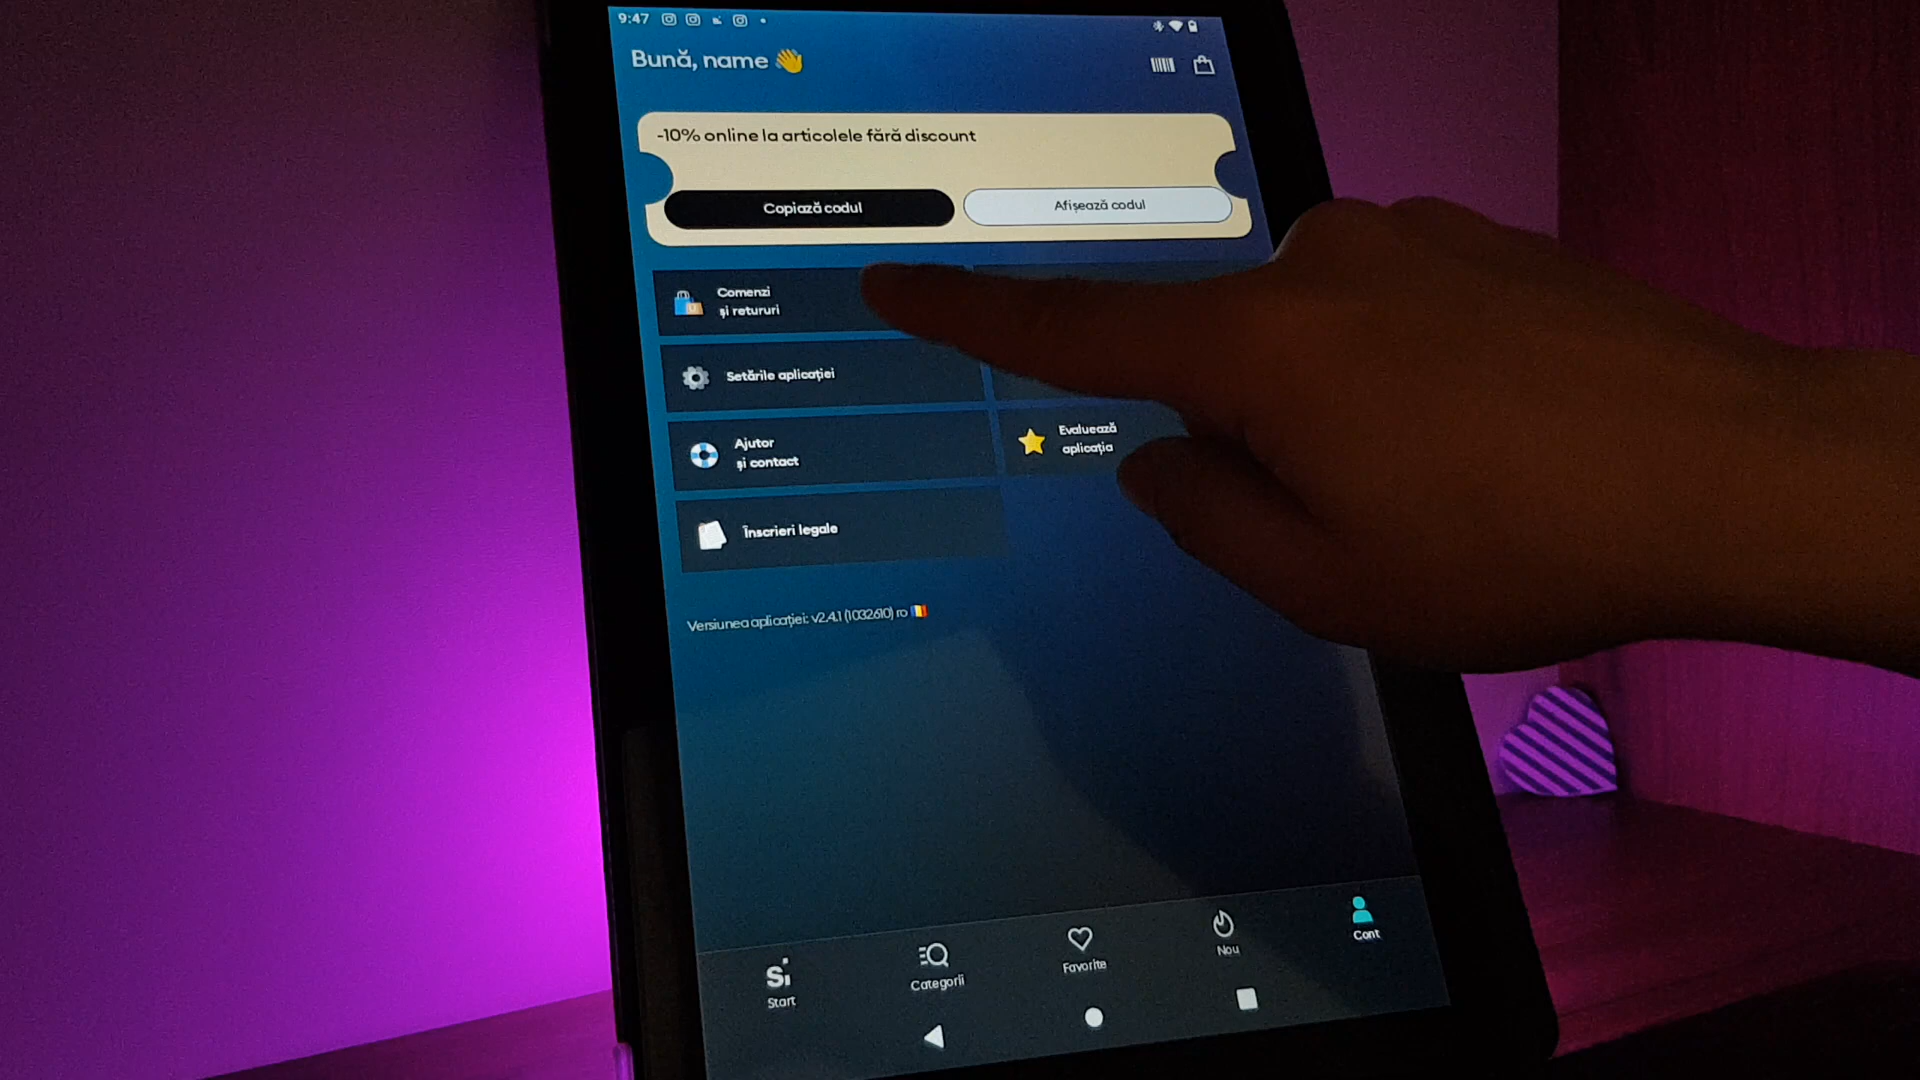 9:47
Bună, name 👋
-10% online la articolele fără discount
Copiază codul
Afișează codul
Comenzi
și retururi
Setările aplicației
Ajutor
și contact
Evaluează
aplicația
Înscrieri legale
Versiunea aplicației: v2.4.1 (1032610) ro 🇷🇴
Si
Start
Categorii
Favorite
Nou
Cont